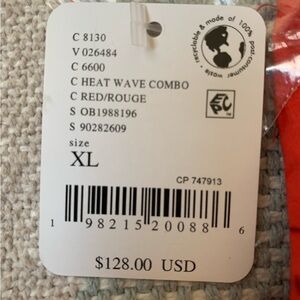 C 8130
V 026484
C 6600
C HEAT WAVE COMBO
C RED/ROUGE
S OB1988196
S 90282609
size
XL
recyclable & made of 100% post-consumer waste
CP 747913
1 98215 20088 6
$128.00 USD